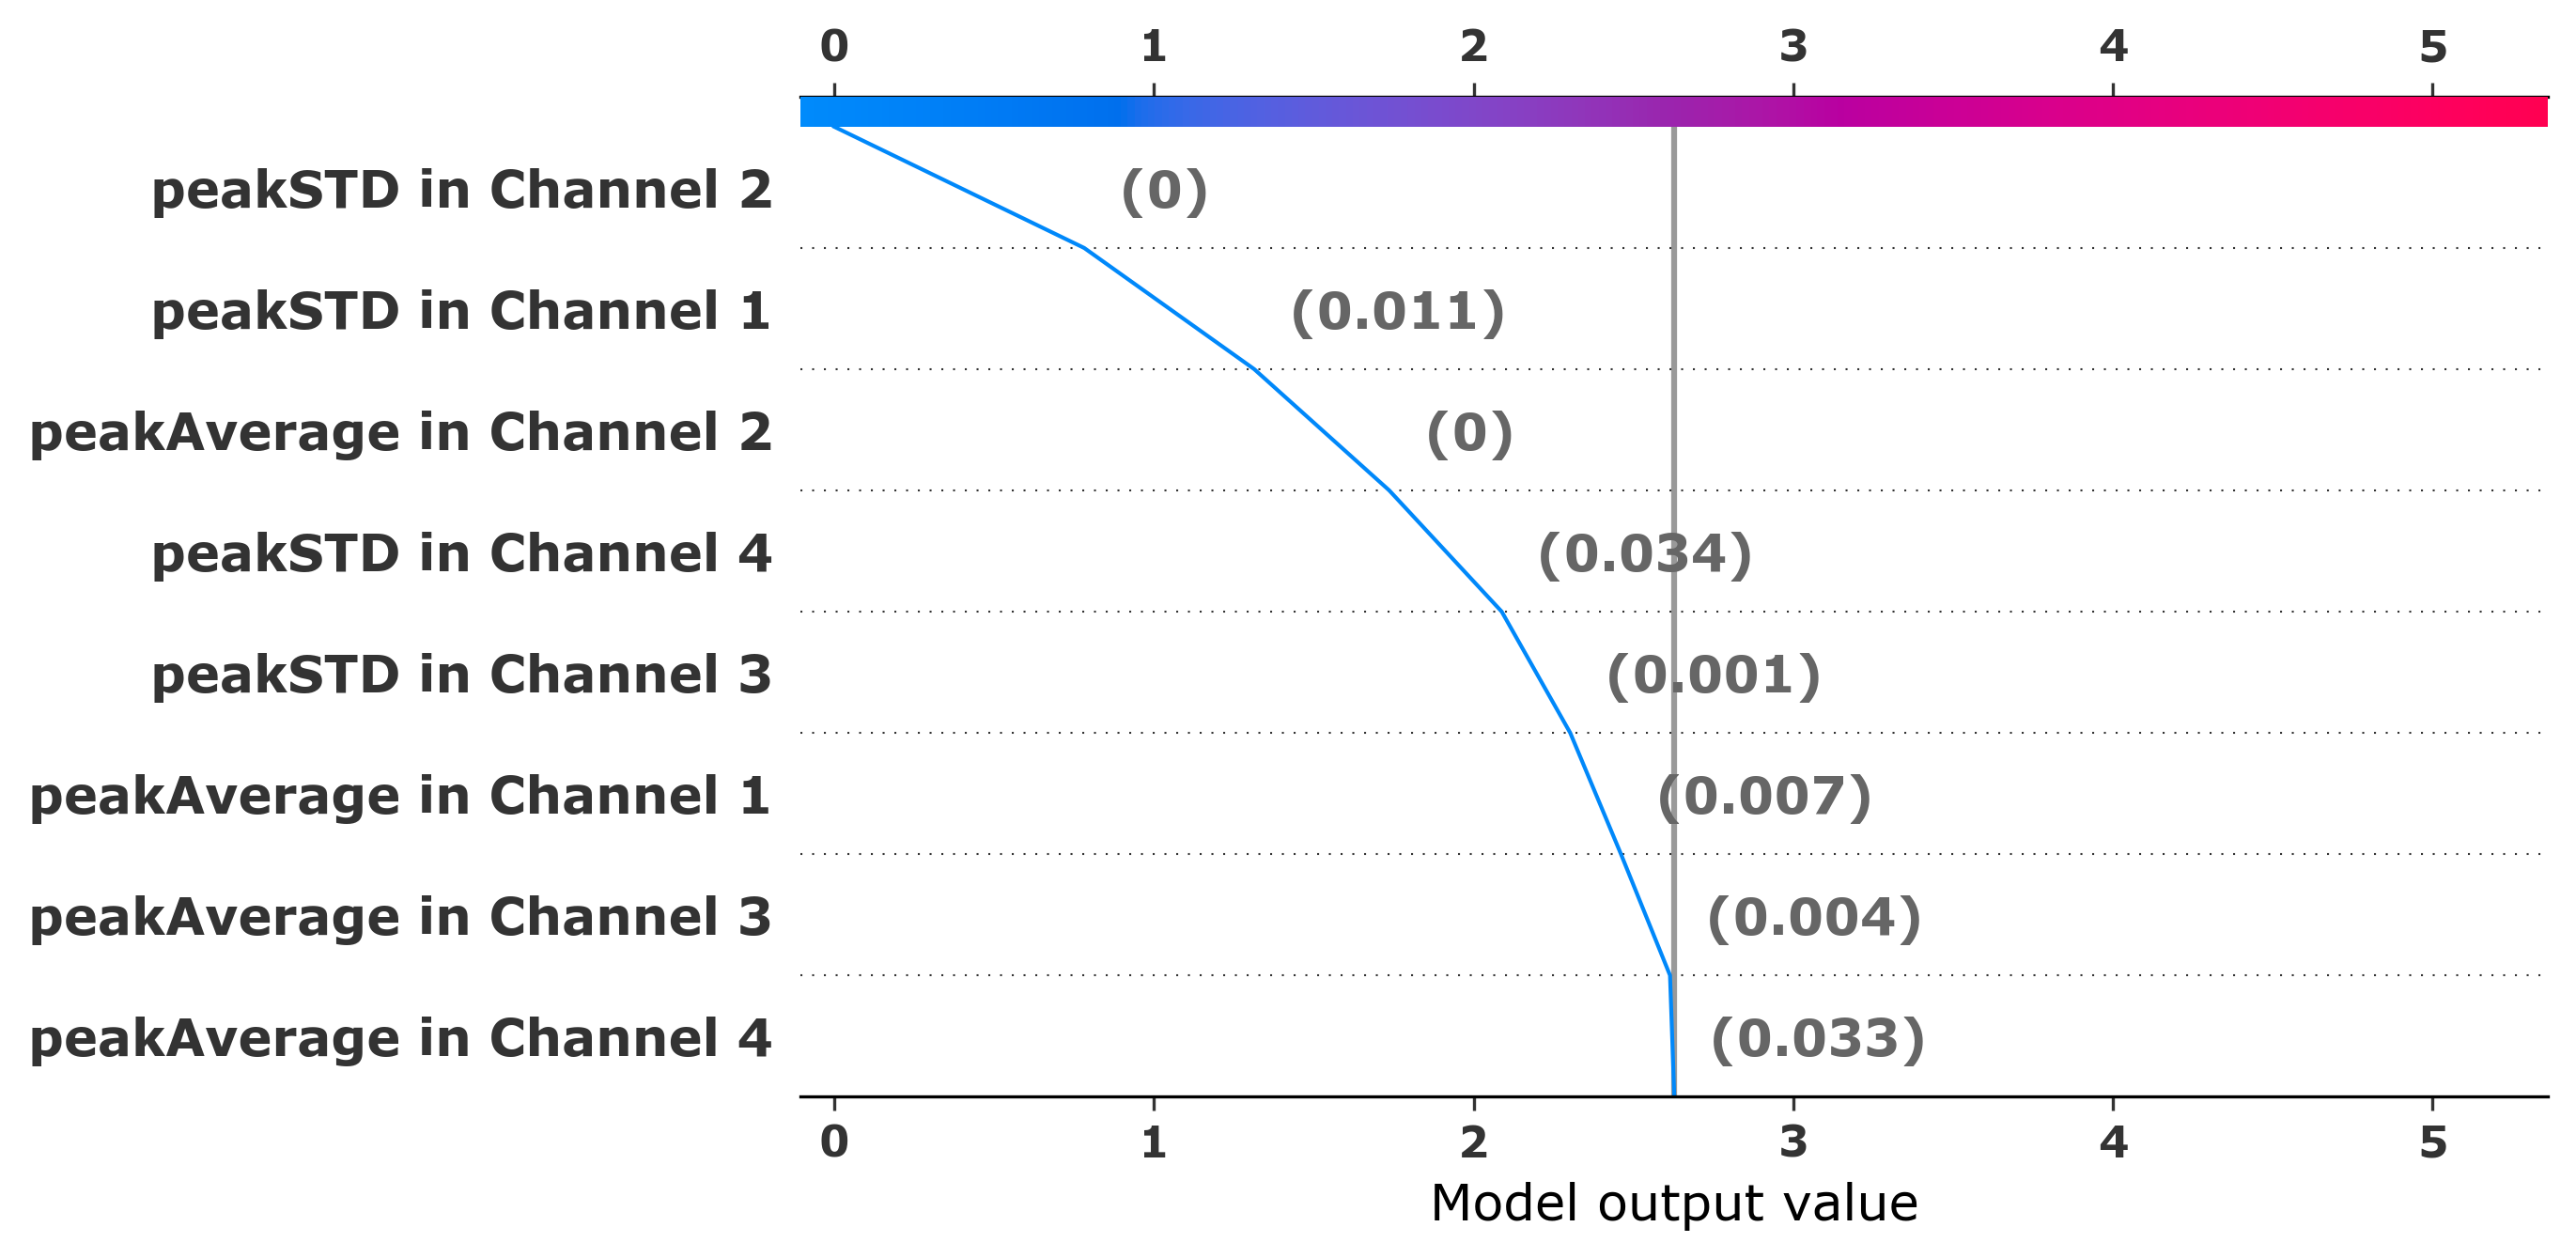 0 1 2 3 4 5
peakSTD in Channel 2 (0)
peakSTD in Channel 1 (0.011)
peakAverage in Channel 2 (0)
peakSTD in Channel 4 (0.034)
peakSTD in Channel 3 (0.001)
peakAverage in Channel 1 (0.007)
peakAverage in Channel 3 (0.004)
peakAverage in Channel 4 (0.033)
0 1 2 3 4 5
Model output value